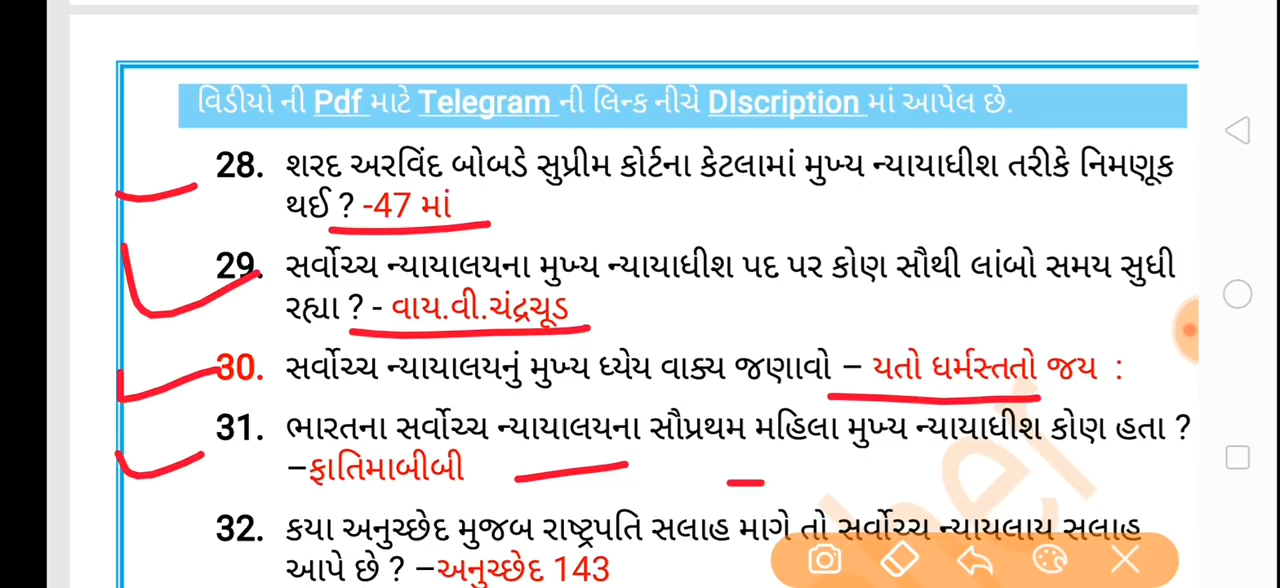 વિડીયો ની Pdf માટે Telegram ની લિન્ક નીચે DIscription માં આપેલ છે.
28. શરદ અરવિંદ બોબડે સુપ્રીમ કોર્ટના કેટલામાં મુખ્ય ન્યાયાધીશ તરીકે નિમણૂક
થઈ ? -47 માં
29. સર્વોચ્ચ ન્યાયાલયના મુખ્ય ન્યાયાધીશ પદ પર કોણ સૌથી લાંબો સમય સુધી
રહ્યા ? - વાય.વી.ચંદ્રચૂડ
30. સર્વોચ્ચ ન્યાયાલયનું મુખ્ય ધ્યેય વાક્ય જણાવો – યતો ધર્મસ્તતો જય :
31. ભારતના સર્વોચ્ચ ન્યાયાલયના સૌપ્રથમ મહિલા મુખ્ય ન્યાયાધીશ કોણ હતા ?
–ફાતિમાબીબી
32. કયા અનુચ્છેદ મુજબ રાષ્ટ્રપતિ સલાહ માગે તો સર્વોચ્ચ ન્યાયલાય સલાહ
આપે છે ? –અનુચ્છેદ 143